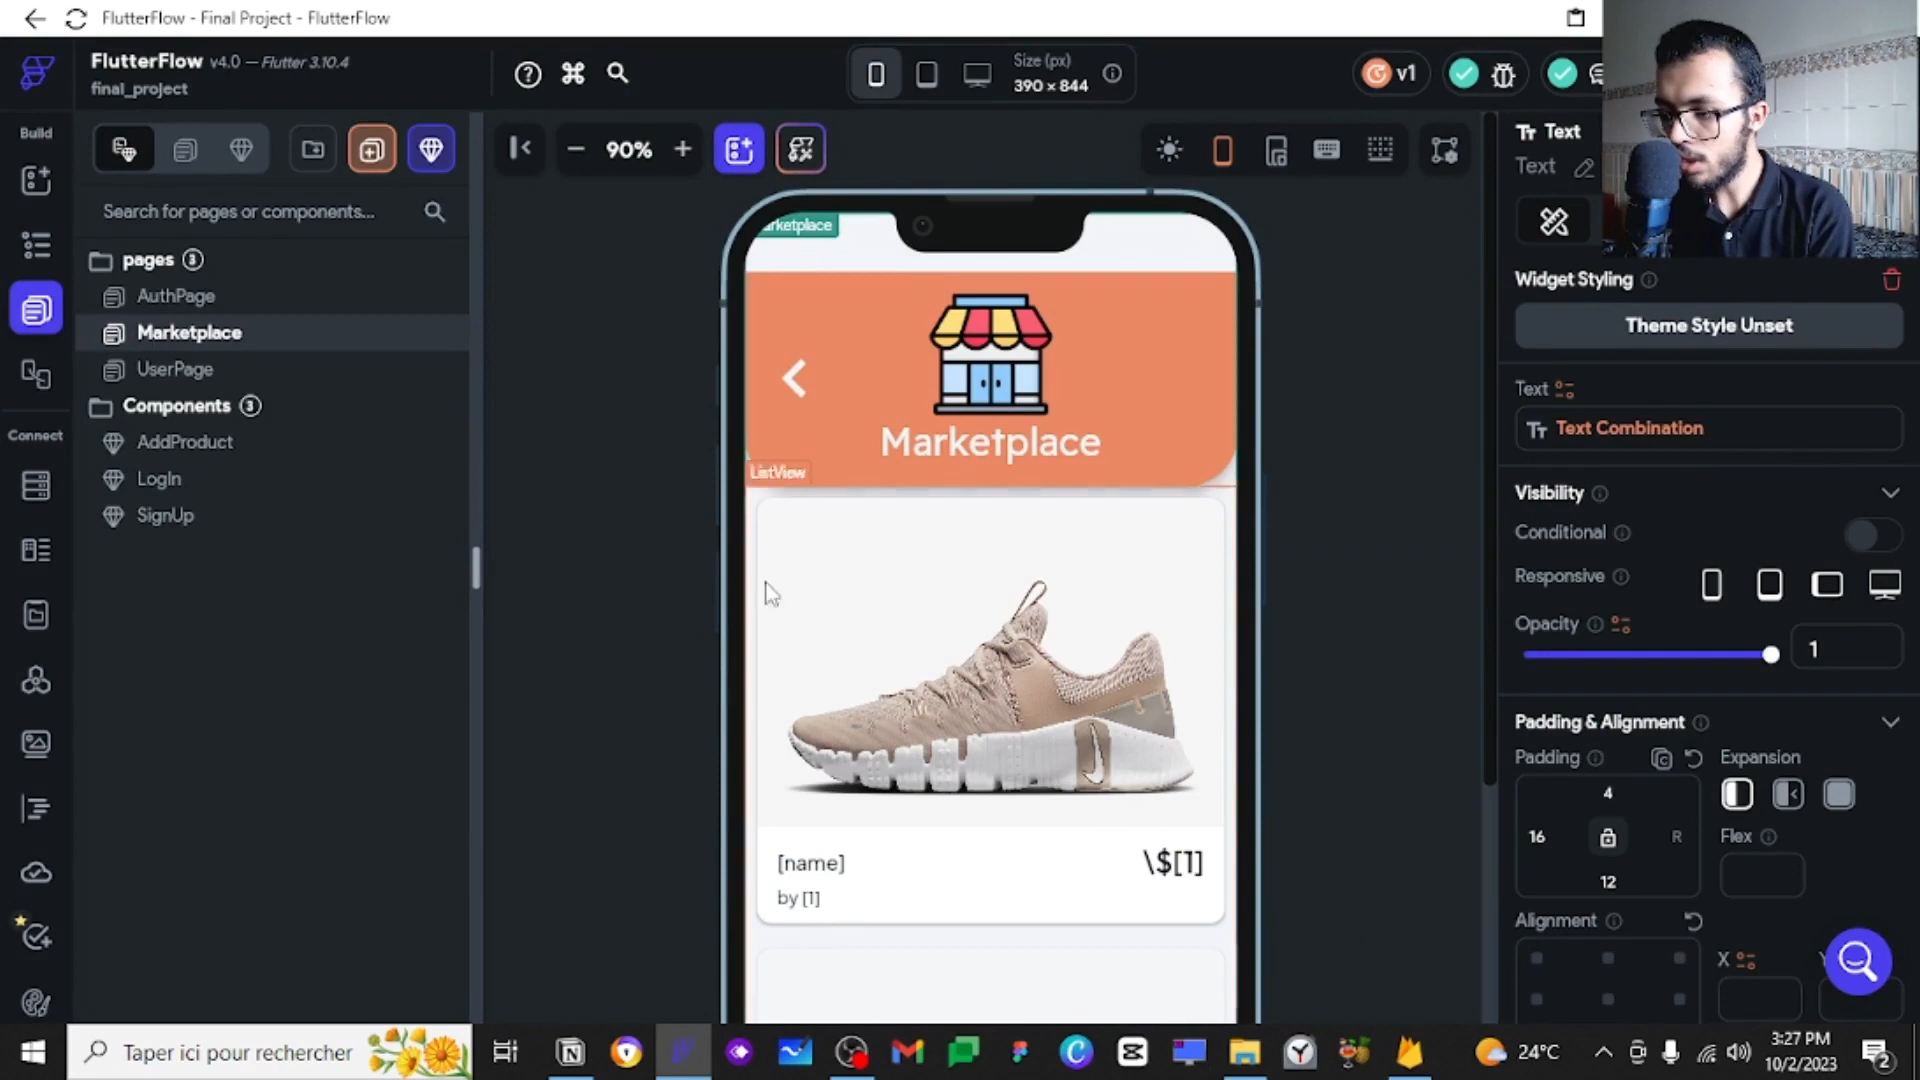 FlutterFlow - Final Project - FlutterFlow
FlutterFlow v4.0 — Flutter 3.10.4
final_project
Size (px)
390 × 844
v1
Build
90%
Text
Text
Search for pages or components...
pages 3
AuthPage
Marketplace
UserPage
Components 3
AddProduct
LogIn
SignUp
Connect
rketplace
Marketplace
ListView
[name]
\$[1]
by [1]
Widget Styling
Theme Style Unset
Text
Text Combination
Visibility
Conditional
Responsive
Opacity
1
Padding & Alignment
Padding
Expansion
4
16
R
12
Flex
Alignment
X
Taper ici pour rechercher
24°C
3:27 PM
10/2/2023
2